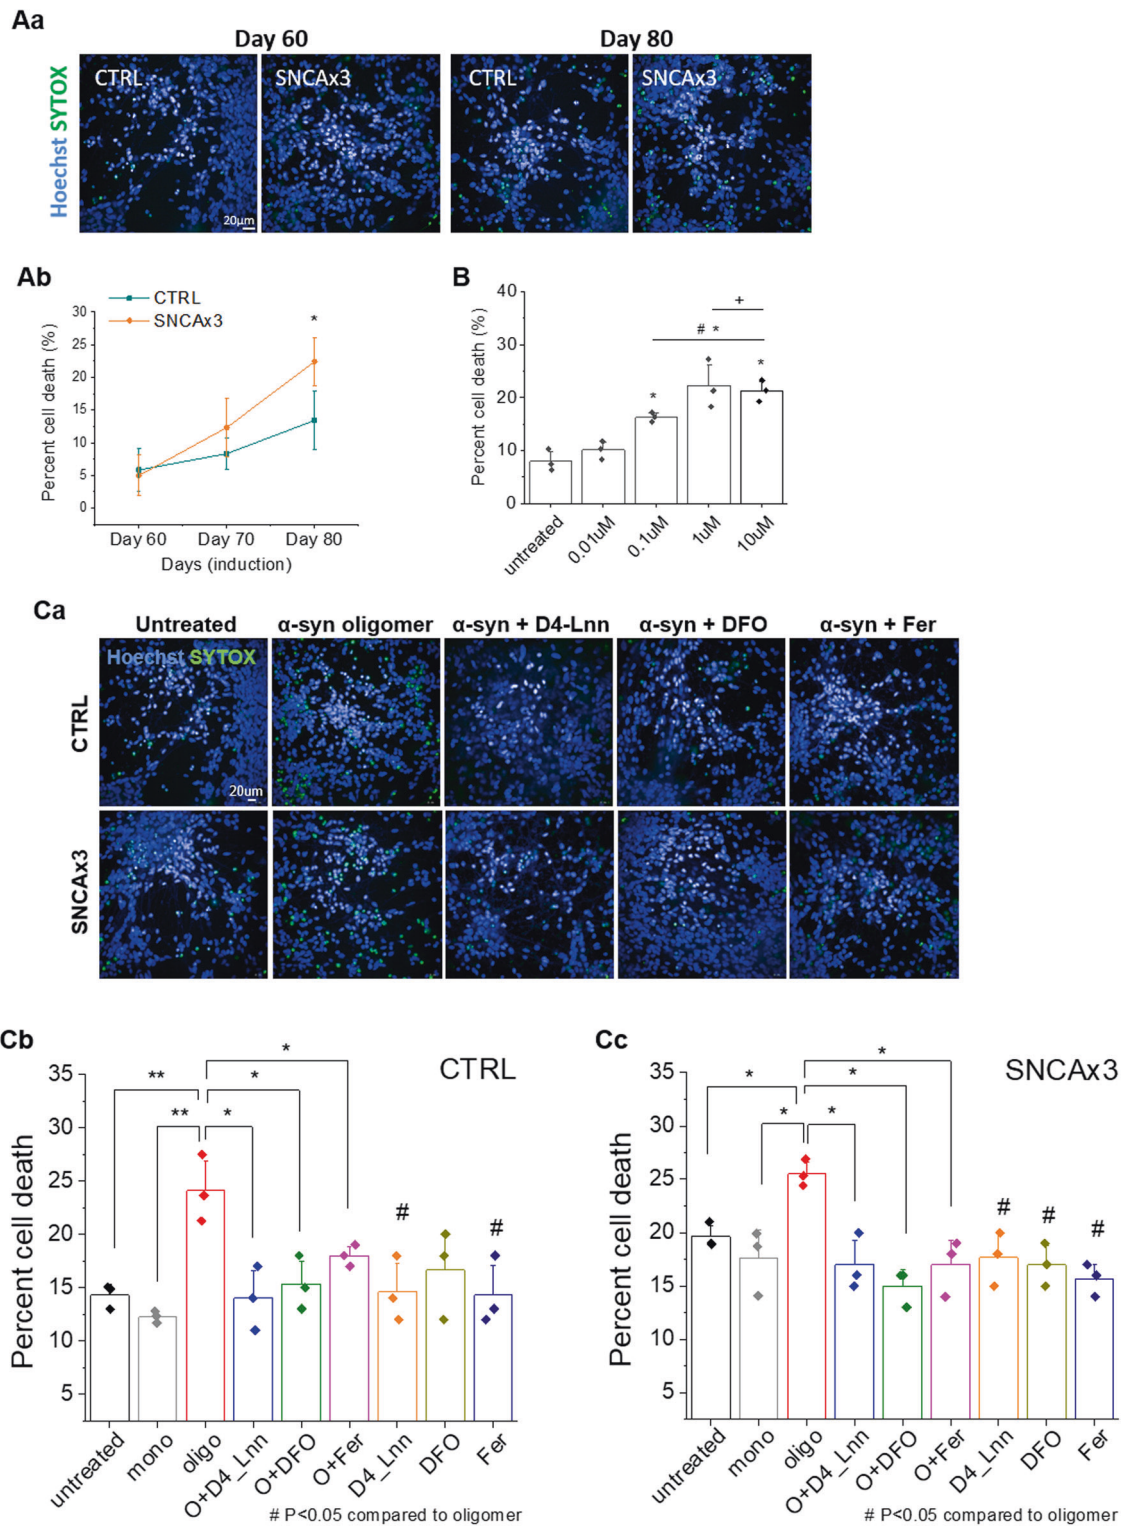 Aa
Day 60
Day 80
Hoechst SYTOX
CTRL
SNCAx3
CTRL
SNCAx3
20µm
Ab
CTRL
SNCAx3
Percent cell death (%)
30
25
20
15
10
5
0
*
Day 60
Day 70
Day 80
Days (induction)
B
Percent cell death (%)
40
30
20
10
0
+
# *
*
*
untreated
0.01uM
0.1uM
1uM
10uM
Ca
Untreated
α-syn oligomer
α-syn + D4-Lnn
α-syn + DFO
α-syn + Fer
Hoechst SYTOX
CTRL
20um
SNCAx3
Cb
CTRL
Percent cell death
35
30
25
20
15
10
5
*
**
*
**
*
#
#
untreated
mono
oligo
O+D4_Lnn
O+DFO
O+Fer
D4_Lnn
DFO
Fer
# P<0.05 compared to oligomer
Cc
SNCAx3
Percent cell death
35
30
25
20
15
10
5
*
*
*
*
*
#
#
#
untreated
mono
oligo
O+D4_Lnn
O+DFO
O+Fer
D4_Lnn
DFO
Fer
# P<0.05 compared to oligomer